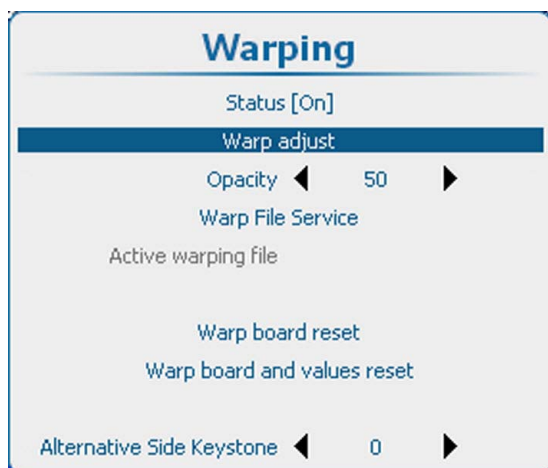 Warping
Status [On]
Warp adjust
Opacity ◀ 50 ▶
Warp File Service
Active warping file
Warp board reset
Warp board and values reset
Alternative Side Keystone ◀ 0 ▶